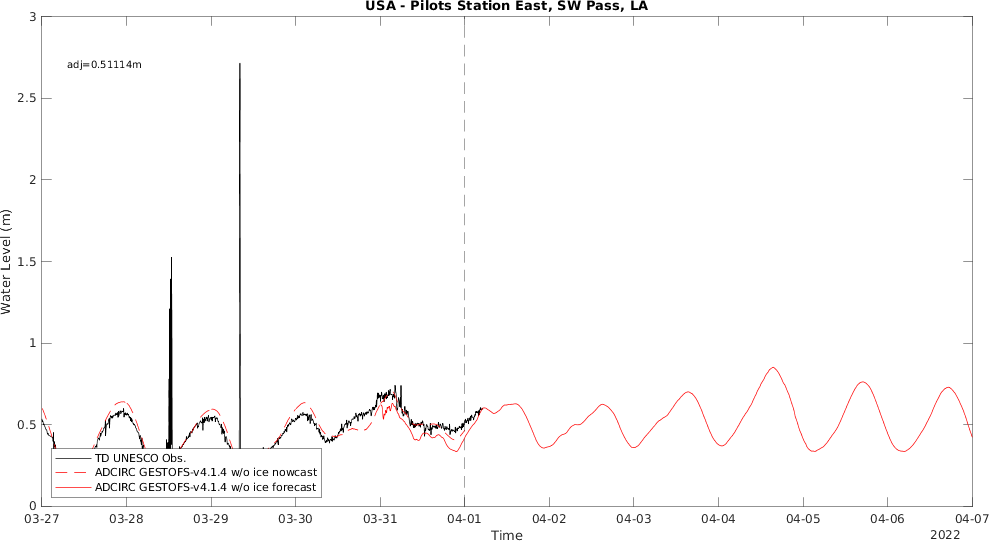 USA - Pilots Station East, SW Pass, LA
3
adj=0.51114m
2.5
2
1.5
1
0.5
0
Water Level (m)
TD UNESCO Obs.
ADCIRC GESTOFS-v4.1.4 w/o ice nowcast
ADCIRC GESTOFS-v4.1.4 w/o ice forecast
03-27 03-28 03-29 03-30 03-31 04-01 04-02 04-03 04-04 04-05 04-06 04-07
Time
2022